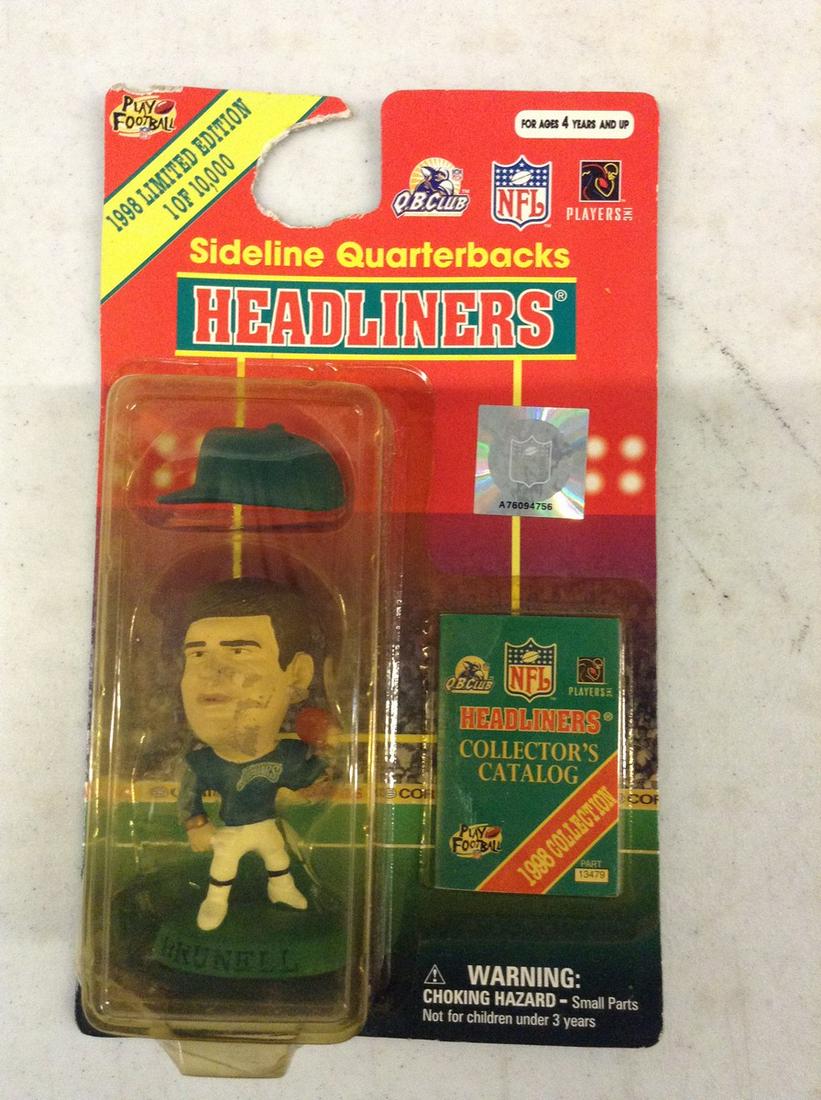 PLAY
FOOTBALL
1998 LIMITED EDITION
1 OF 10,000
FOR AGES 4 YEARS AND UP
Q.B. CLUB
NFL
PLAYERS INC
Sideline Quarterbacks
HEADLINERS®
A76094756
Q.B. CLUB
NFL
PLAYERS INC
HEADLINERS®
COLLECTOR'S
CATALOG
1998 COLLECTION
PLAY
FOOTBALL
PART
13479
JAGUARS
BRUNELL
WARNING:
CHOKING HAZARD - Small Parts
Not for children under 3 years